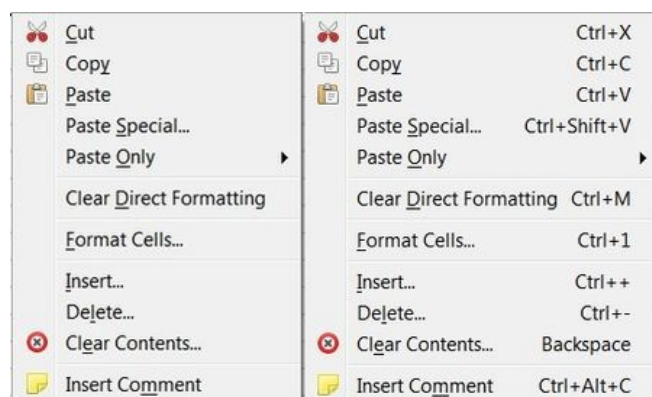 Cut
Copy
Paste
Paste Special...
Paste Only
Clear Direct Formatting
Format Cells...
Insert...
Delete...
Clear Contents...
Insert Comment
Cut Ctrl+X
Copy Ctrl+C
Paste Ctrl+V
Paste Special... Ctrl+Shift+V
Paste Only
Clear Direct Formatting Ctrl+M
Format Cells... Ctrl+1
Insert... Ctrl++
Delete... Ctrl+-
Clear Contents... Backspace
Insert Comment Ctrl+Alt+C